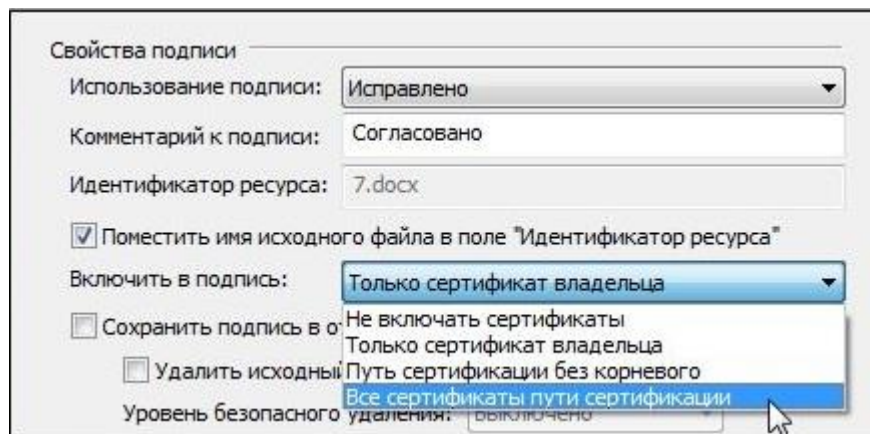 Свойства подписи
Использование подписи: Исправлено
Комментарий к подписи: Согласовано
Идентификатор ресурса: 7.docx
Поместить имя исходного файла в поле "Идентификатор ресурса"
Включить в подпись: Только сертификат владельца
Не включать сертификаты
Сохранить подпись в
Только сертификат владельца
Удалить исходный
Путь сертификации без корневого
Все сертификаты пути сертификации
Уровень безопасного удаления: Выключено